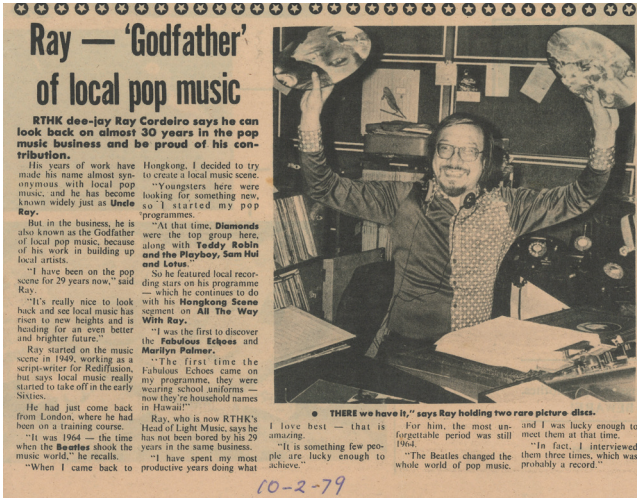 Ray — 'Godfather'
of local pop music
RTHK dee-jay Ray Cordeiro says he can
look back on almost 30 years in the pop
music business and be proud of his con-
tribution.
His years of work have
made his name almost syn-
onymous with local pop
music, and he has become
known widely just as Uncle
Ray.
But in the business, he is
also known as the Godfather
of local pop music, because
of his work in building up
local artists.
"I have been on the pop
scene for 29 years now," said
Ray.
"It's really nice to look
back and see local music has
risen to new heights and is
heading for an even better
and brighter future."
Ray started on the music
scene in 1949, working as a
script-writer for Rediffusion,
but says local music really
started to take off in the early
Sixties.
He had just come back
from London, where he had
been on a training course.
"It was 1964 — the time
when the Beatles shook the
music world," he recalls.
"When I came back to
Hongkong, I decided to try
to create a local music scene.
"Youngsters here were
looking for something new,
so I started my pop
programmes.
"At that time, Diamonds
were the top group here,
along with Teddy Robin
and the Playboy, Sam Hui
and Lotus."
So he featured local recor-
ding stars on his programme
— which he continues to do
with his Hongkong Scene
segment on All The Way
With Ray.
"I was the first to discover
the Fabulous Echoes and
Marilyn Palmer.
"The first time the
Fabulous Echoes came on
my programme, they were
wearing school uniforms —
now they're household names
in Hawaii!"
Ray, who is now RTHK's
Head of Light Music, says he
has not been bored by his 29
years in the same business.
"I have spent my most
productive years doing what
● THERE we have it," says Ray holding two rare picture discs.
I love best — that is
amazing.
"It is something few peo-
ple are lucky enough to
achieve."
For him, the most un-
forgettable period was still
1964.
"The Beatles changed the
whole world of pop music.
and I was lucky enough to
meet them at that time.
"In fact, I interviewed
them three times, which was
probably a record."
10-2-79